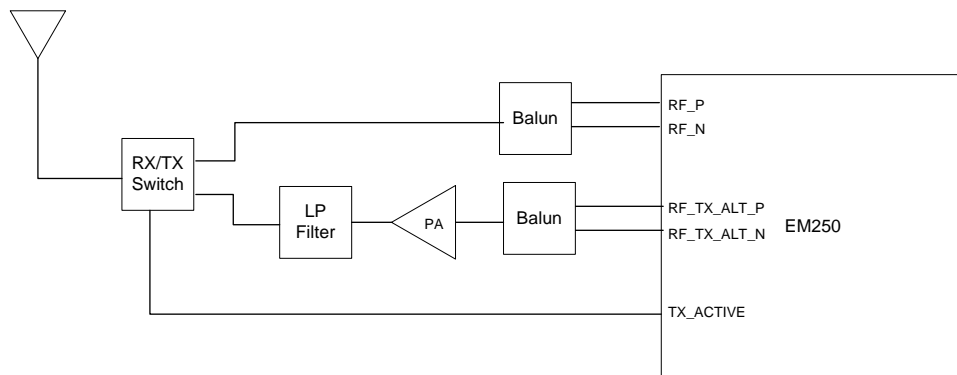 Balun
RF_P
RF_N
RX/TX
Switch
LP
Filter
PA
Balun
RF_TX_ALT_P
RF_TX_ALT_N
EM250
TX_ACTIVE